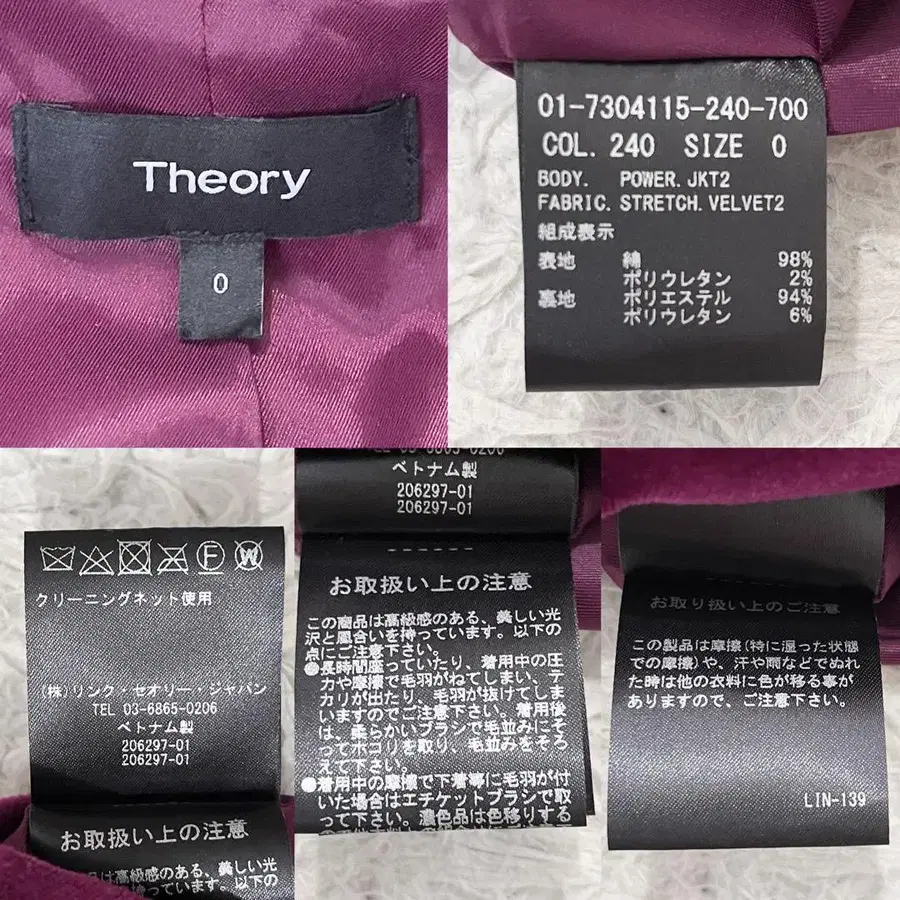 Theory
0
01-7304115-240-700
COL. 240 SIZE 0
BODY. POWER.JKT2
FABRIC. STRETCH.VELVET2
組成表示
表地 綿 98%
ポリウレタン 2%
裏地 ポリエステル 94%
ポリウレタン 6%
クリーニングネット使用
(株)リンク・セオリー・ジャパン
TEL 03-6865-0206
ベトナム製
206297-01
206297-01
お取扱い上の注意
は高級感のある、美しい光
風合いを持っています。以下の
TEL 03-6865-0206
ベトナム製
206297-01
206297-01
お取扱い上の注意
この商品は高級感のある、美しい光
沢と風合いを持っています。以下の
点にご注意下さい。
●長時間座っていたり、着用中の圧
力や摩擦で毛羽がねてしまい、テ
カリが出たり、毛羽が抜けてしま
いますのでご注意下さい。着用後
は、柔らかいブラシで毛並みにそ
ってホコリを取り、毛並みをそろ
えて下さい。
●着用中の摩擦で下着等に毛羽が付
いた場合はエチケットブラシで取
って下さい。濃色品は色移りする
お取り扱い上のご注意
この製品は摩擦(特に湿った状態
での摩擦)や、汗や雨などでぬれ
た時は他の衣料に色が移る事が
ありますので、ご注意下さい。
LIN-139